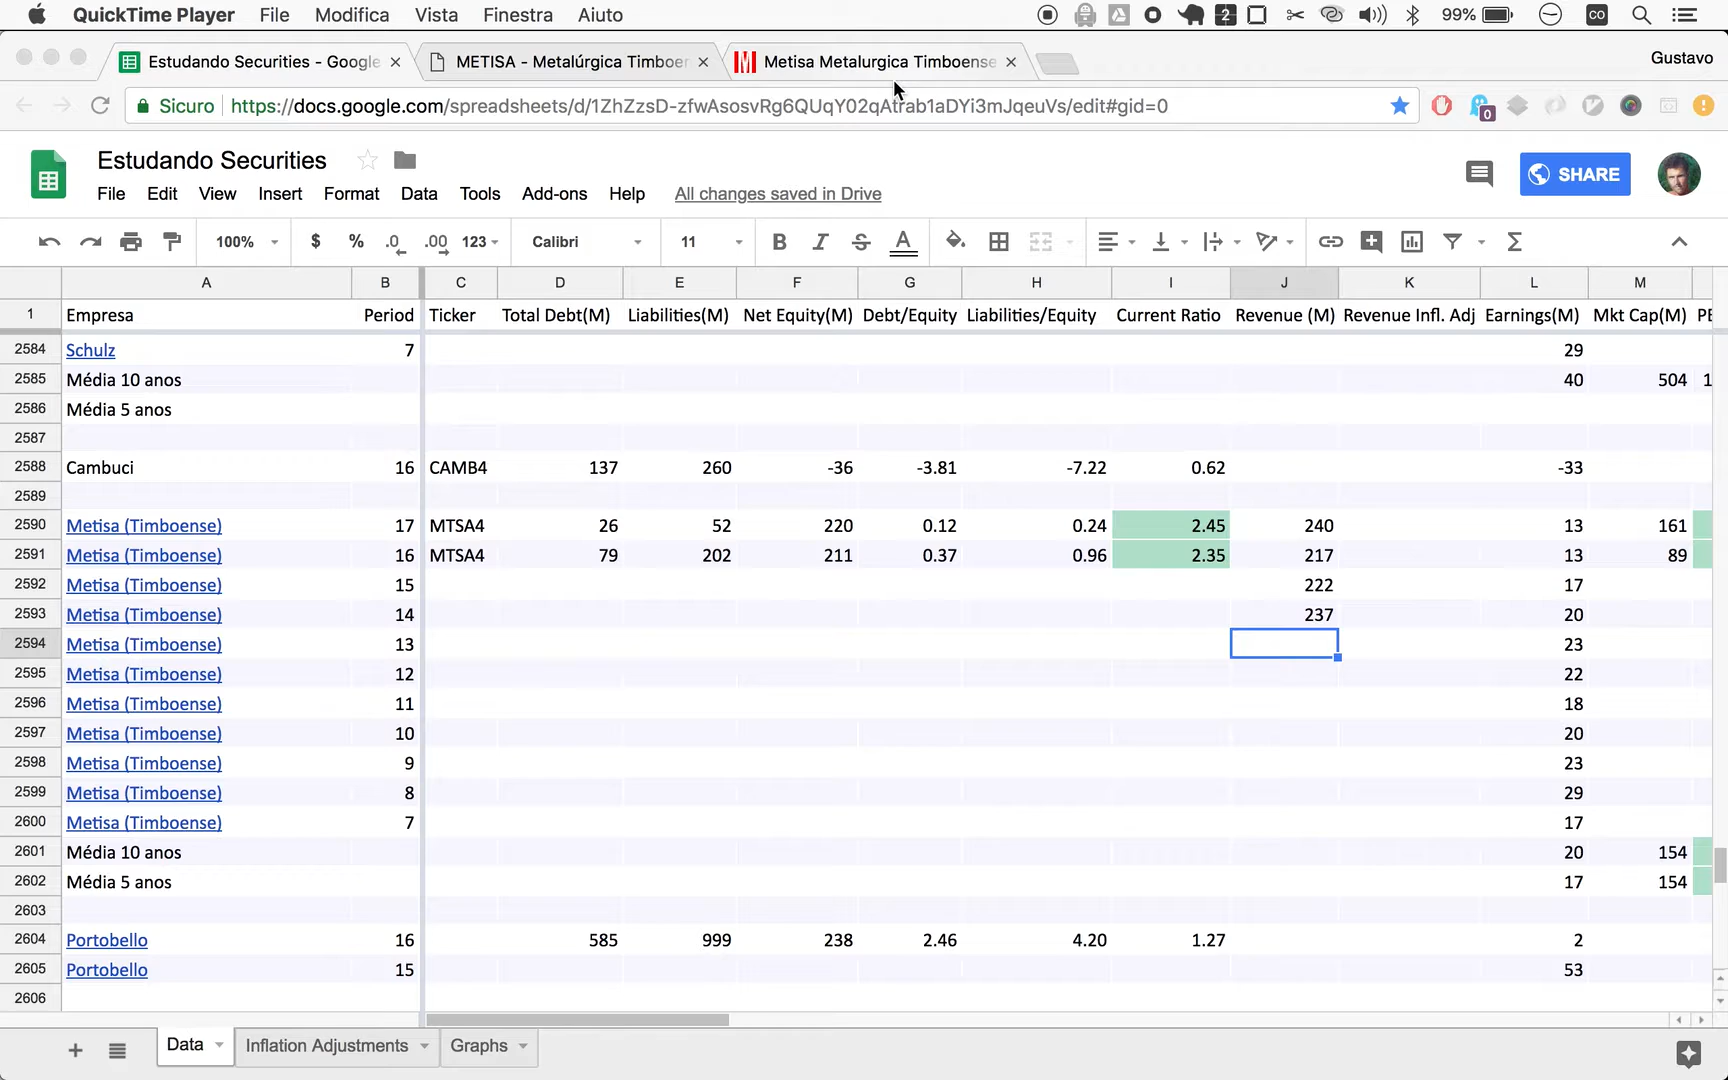 QuickTime Player File Modifica Vista Finestra Aiuto 2 99% CO
Estudando Securities - Google METISA - Metalúrgica Timboer Metisa Metalurgica Timboense Gustavo
Sicuro https://docs.google.com/spreadsheets/d/1ZhZzsD-zfwAsosvRg6QUqY02qAtrab1aDYi3mJqeuVs/edit#gid=0 0
Estudando Securities
SHARE
File Edit View Insert Format Data Tools Add-ons Help All changes saved in Drive
100% $ % .0 .00 123 Calibri 11 B I S A Σ
A B C D E F G H I J K L M
1 Empresa Period Ticker Total Debt(M) Liabilities(M) Net Equity(M) Debt/Equity Liabilities/Equity Current Ratio Revenue (M) Revenue Infl. Adj Earnings(M) Mkt Cap(M) PE
2584 Schulz 7 29
2585 Média 10 anos 40 504 1
2586 Média 5 anos
2587
2588 Cambuci 16 CAMB4 137 260 -36 -3.81 -7.22 0.62 -33
2589
2590 Metisa (Timboense) 17 MTSA4 26 52 220 0.12 0.24 2.45 240 13 161
2591 Metisa (Timboense) 16 MTSA4 79 202 211 0.37 0.96 2.35 217 13 89
2592 Metisa (Timboense) 15 222 17
2593 Metisa (Timboense) 14 237 20
2594 Metisa (Timboense) 13 23
2595 Metisa (Timboense) 12 22
2596 Metisa (Timboense) 11 18
2597 Metisa (Timboense) 10 20
2598 Metisa (Timboense) 9 23
2599 Metisa (Timboense) 8 29
2600 Metisa (Timboense) 7 17
2601 Média 10 anos 20 154
2602 Média 5 anos 17 154
2603
2604 Portobello 16 585 999 238 2.46 4.20 1.27 2
2605 Portobello 15 53
2606
Data Inflation Adjustments Graphs